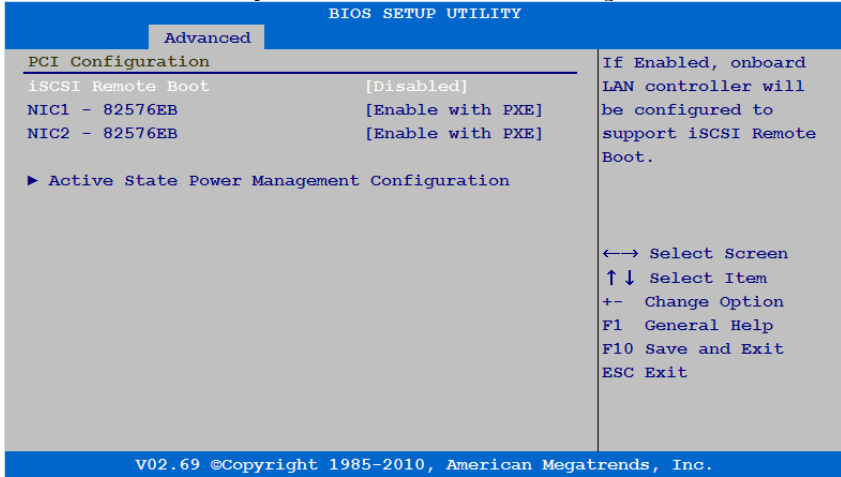 BIOS SETUP UTILITY
Advanced
PCI Configuration
iSCSI Remote Boot [Disabled]
NIC1 - 82576EB [Enable with PXE]
NIC2 - 82576EB [Enable with PXE]
► Active State Power Management Configuration
If Enabled, onboard
LAN controller will
be configured to
support iSCSI Remote
Boot.
←→ Select Screen
↑↓ Select Item
+- Change Option
F1 General Help
F10 Save and Exit
ESC Exit
V02.69 ©Copyright 1985-2010, American Megatrends, Inc.